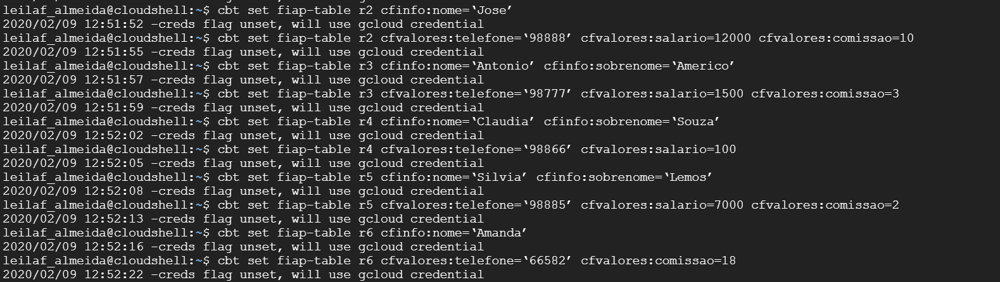 leilaf_almeida@cloudshell:~$ cbt set fiap-table r2 cfinfo:nome=‘Jose’
2020/02/09 12:51:52 -creds flag unset, will use gcloud credential
leilaf_almeida@cloudshell:~$ cbt set fiap-table r2 cfvalores:telefone=‘98888’ cfvalores:salario=12000 cfvalores:comissao=10
2020/02/09 12:51:55 -creds flag unset, will use gcloud credential
leilaf_almeida@cloudshell:~$ cbt set fiap-table r3 cfinfo:nome=‘Antonio’ cfinfo:sobrenome=‘Americo’
2020/02/09 12:51:57 -creds flag unset, will use gcloud credential
leilaf_almeida@cloudshell:~$ cbt set fiap-table r3 cfvalores:telefone=‘98777’ cfvalores:salario=1500 cfvalores:comissao=3
2020/02/09 12:51:59 -creds flag unset, will use gcloud credential
leilaf_almeida@cloudshell:~$ cbt set fiap-table r4 cfinfo:nome=‘Claudia’ cfinfo:sobrenome=‘Souza’
2020/02/09 12:52:02 -creds flag unset, will use gcloud credential
leilaf_almeida@cloudshell:~$ cbt set fiap-table r4 cfvalores:telefone=‘98866’ cfvalores:salario=100
2020/02/09 12:52:05 -creds flag unset, will use gcloud credential
leilaf_almeida@cloudshell:~$ cbt set fiap-table r5 cfinfo:nome=‘Silvia’ cfinfo:sobrenome=‘Lemos’
2020/02/09 12:52:08 -creds flag unset, will use gcloud credential
leilaf_almeida@cloudshell:~$ cbt set fiap-table r5 cfvalores:telefone=‘98885’ cfvalores:salario=7000 cfvalores:comissao=2
2020/02/09 12:52:13 -creds flag unset, will use gcloud credential
leilaf_almeida@cloudshell:~$ cbt set fiap-table r6 cfinfo:nome=‘Amanda’
2020/02/09 12:52:16 -creds flag unset, will use gcloud credential
leilaf_almeida@cloudshell:~$ cbt set fiap-table r6 cfvalores:telefone=‘66582’ cfvalores:comissao=18
2020/02/09 12:52:22 -creds flag unset, will use gcloud credential